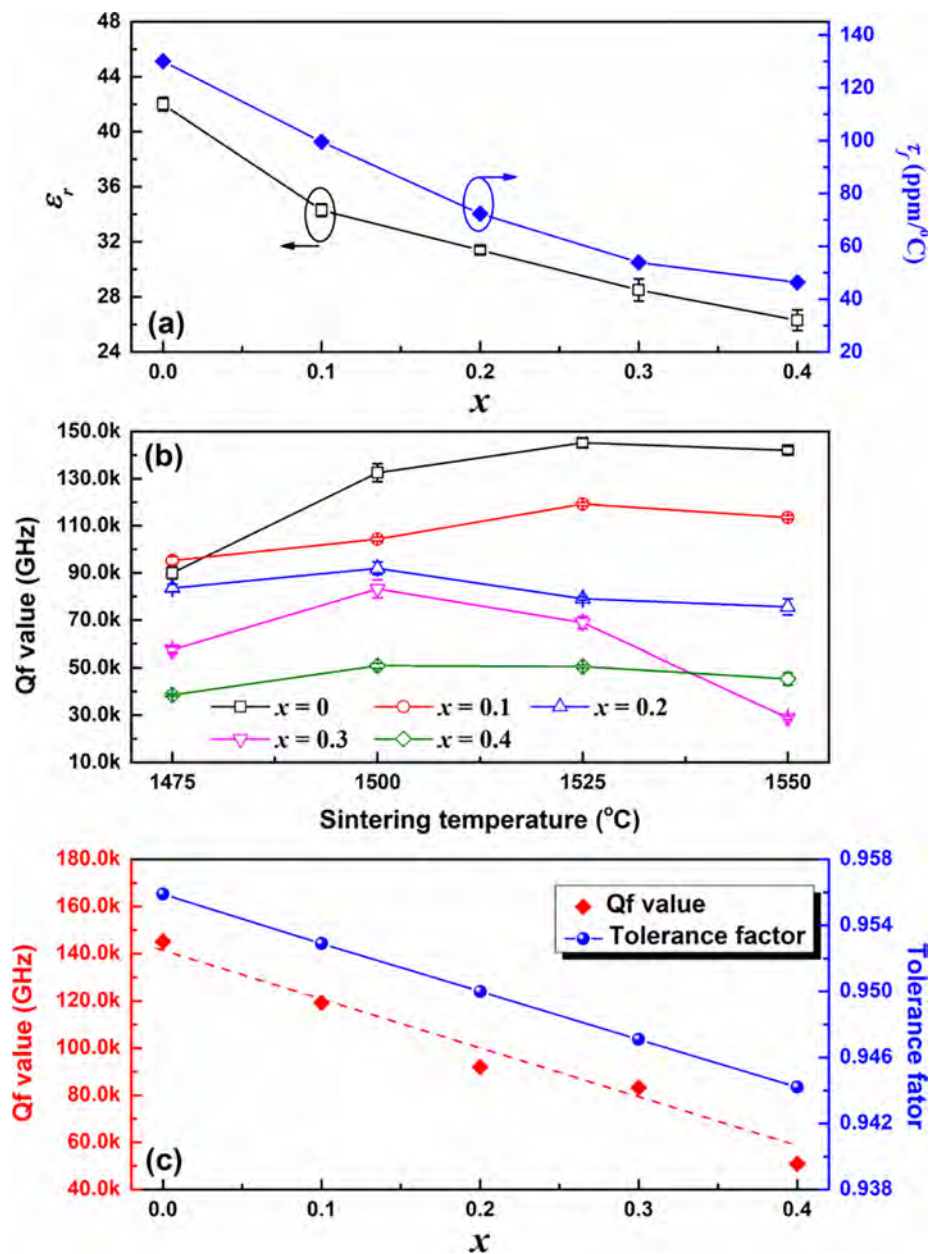 48
44
40
36
32
28
24
εr
140
120
100
80
60
40
20
τf (ppm/°C)
(a)
0.0 0.1 0.2 0.3 0.4
x
150.0k
130.0k
110.0k
90.0k
70.0k
50.0k
30.0k
10.0k
Qf value (GHz)
(b)
x = 0 x = 0.1 x = 0.2
x = 0.3 x = 0.4
1475 1500 1525 1550
Sintering temperature (°C)
180.0k
160.0k
140.0k
120.0k
100.0k
80.0k
60.0k
40.0k
Qf value (GHz)
Qf value
Tolerance factor
0.958
0.954
0.950
0.946
0.942
0.938
Tolerance fator
(c)
0.0 0.1 0.2 0.3 0.4
x